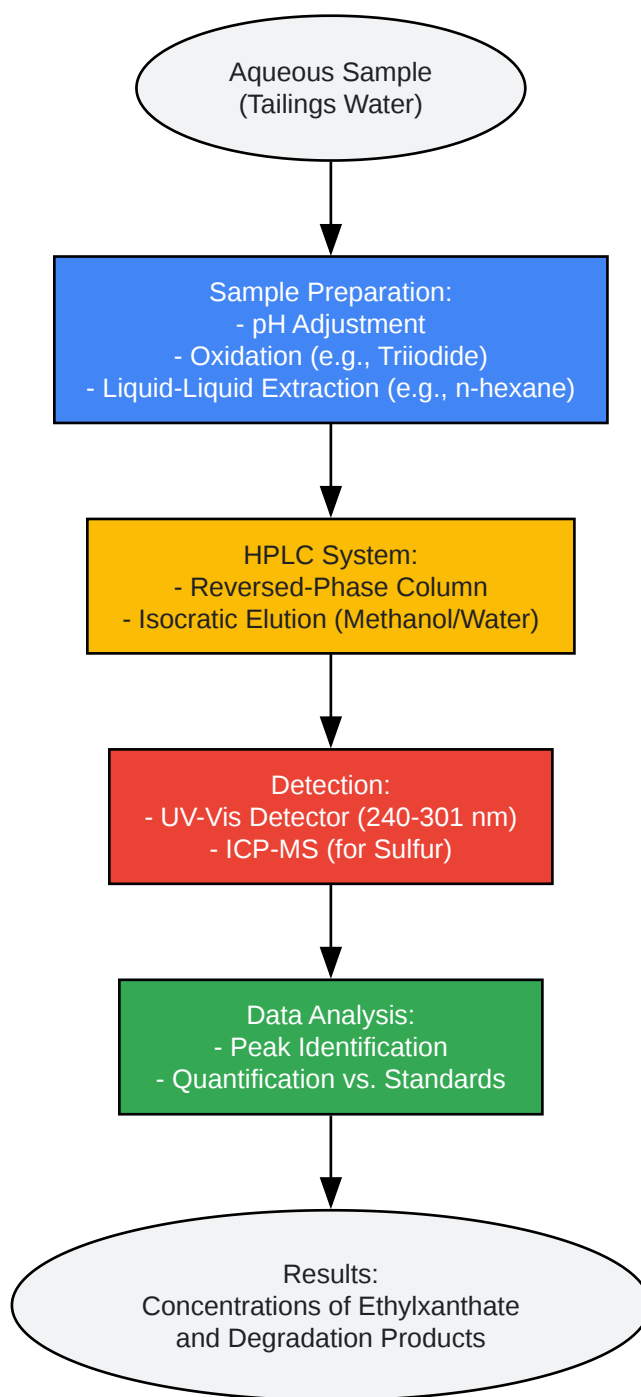 Aqueous Sample
(Tailings Water)
Sample Preparation:
- pH Adjustment
- Oxidation (e.g., Triiodide)
- Liquid-Liquid Extraction (e.g., n-hexane)
HPLC System:
- Reversed-Phase Column
- Isocratic Elution (Methanol/Water)
Detection:
- UV-Vis Detector (240-301 nm)
- ICP-MS (for Sulfur)
Data Analysis:
- Peak Identification
- Quantification vs. Standards
Results:
Concentrations of Ethylxanthate
and Degradation Products